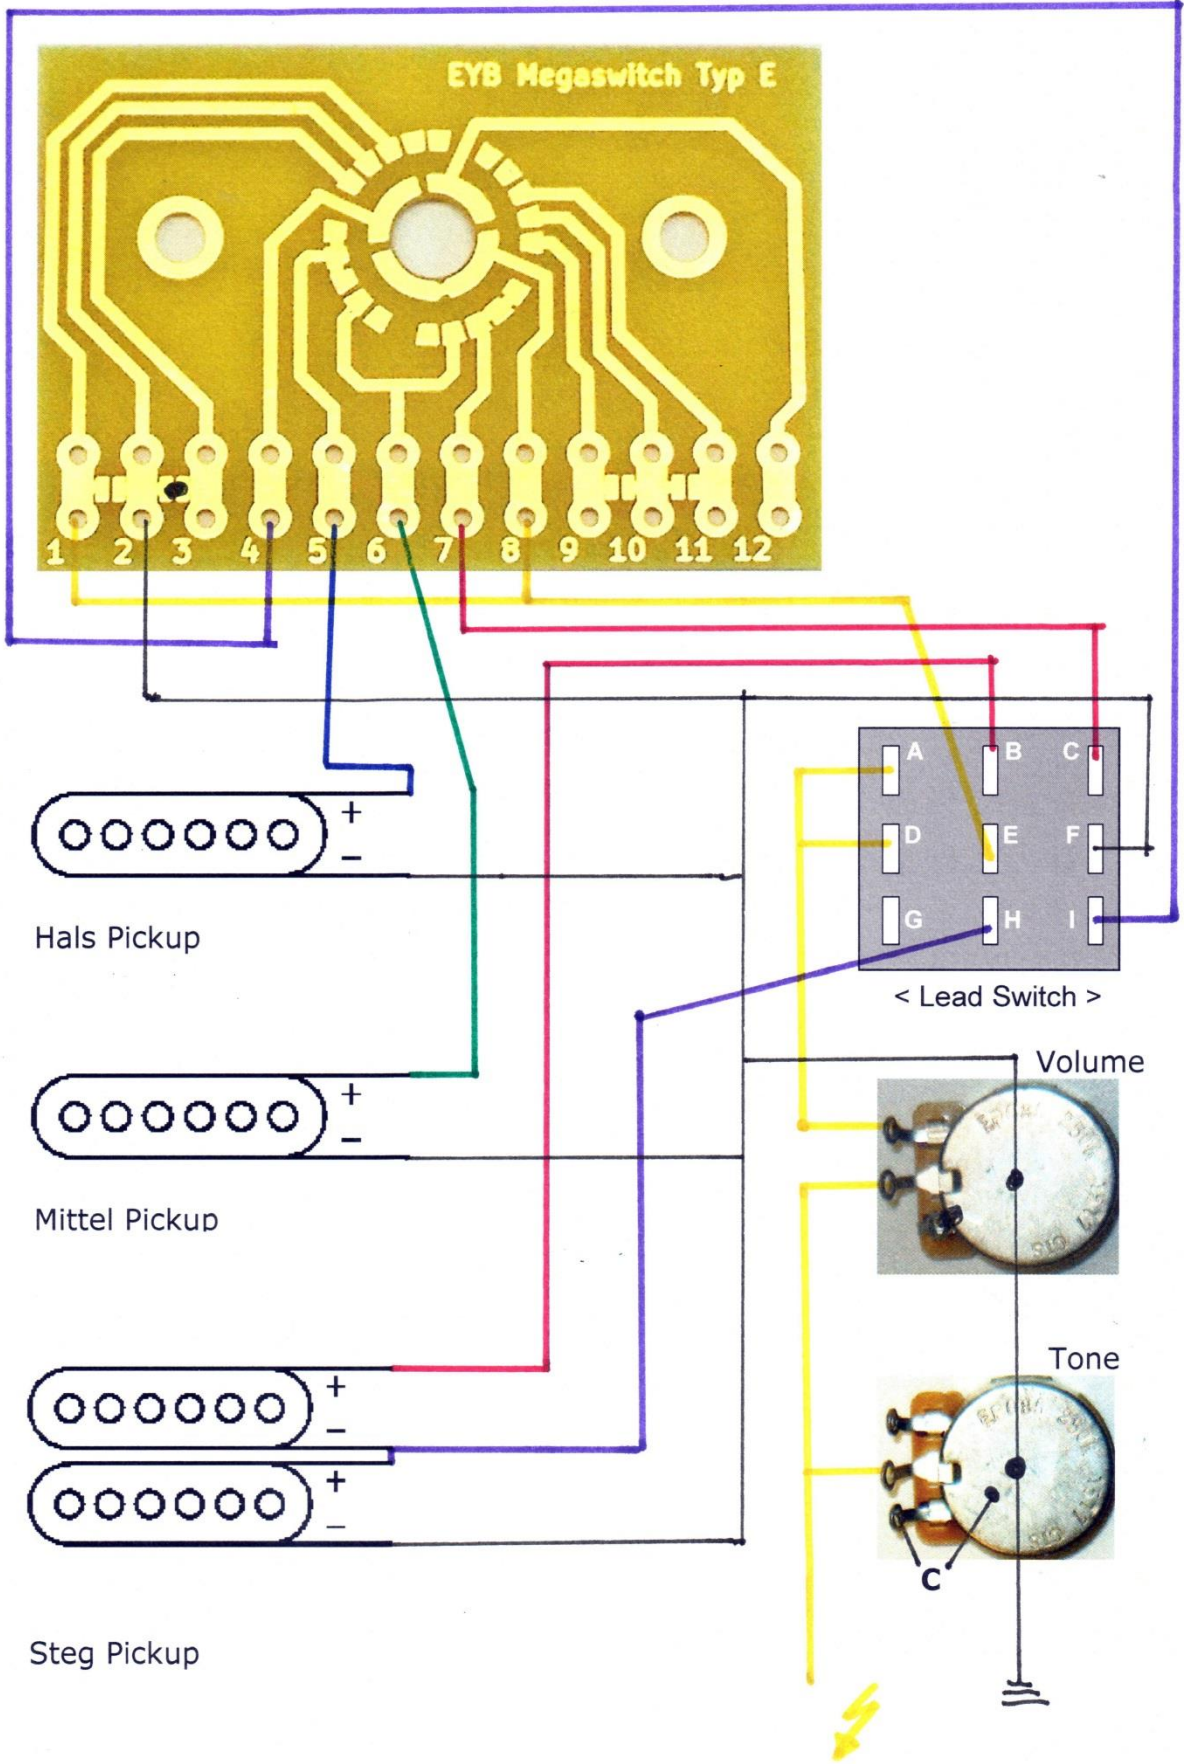 EYB Megaswitch Typ E
1 2 3 4 5 6 7 8 9 10 11 12
A B C
+
D E F
−
Hals Pickup
G H I
< Lead Switch >
Volume
+
−
Mittel Pickup
Tone
+
−
+
−
C
Steg Pickup